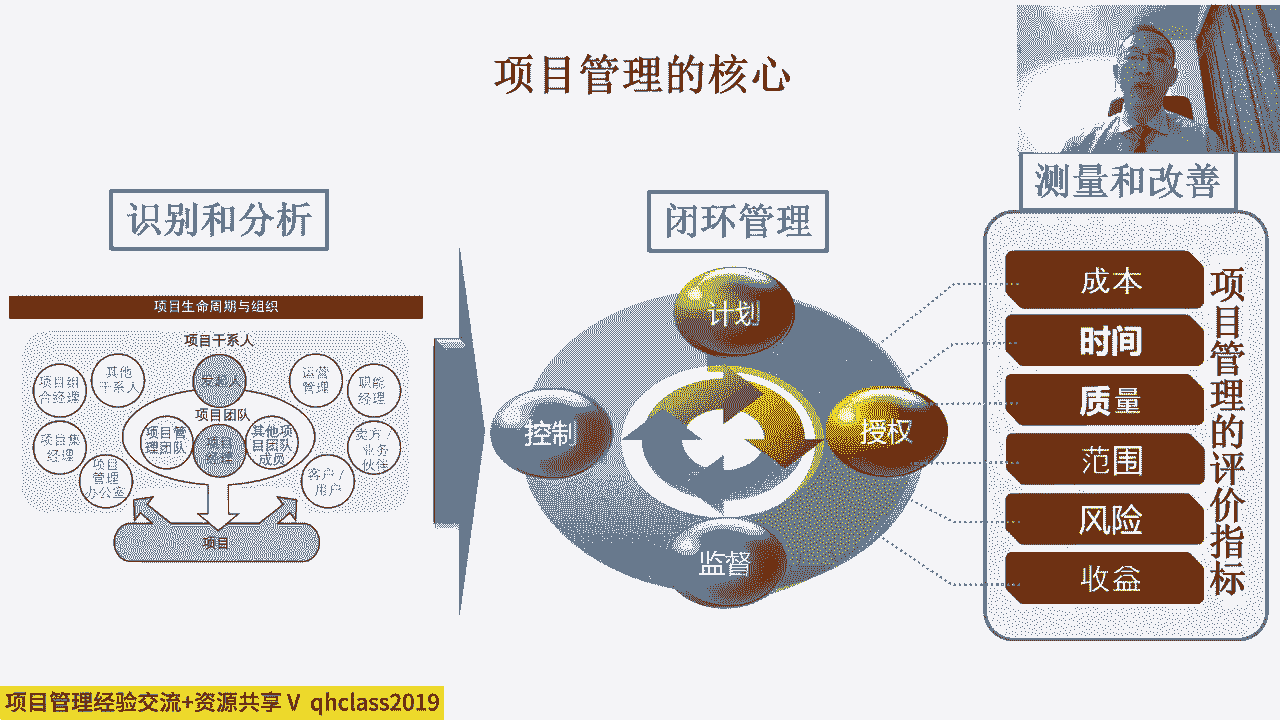 项目管理的核心
识别和分析
闭环管理
测量和改善
项目生命周期与组织
项目干系人
项目组
合经理
其他
干系人
发起人
运营
管理
职能
经理
项目团队
项目管
理团队
项目
经理
其他项
目团队
成员
项目集
经理
项目
管理
办公室
卖方/
业务
伙伴
客户/
用户
项目
计划
控制
授权
监督
成本
时间
质量
范围
风险
收益
项目管理的评价指标
项目管理经验交流+资源共享 V qhclass2019